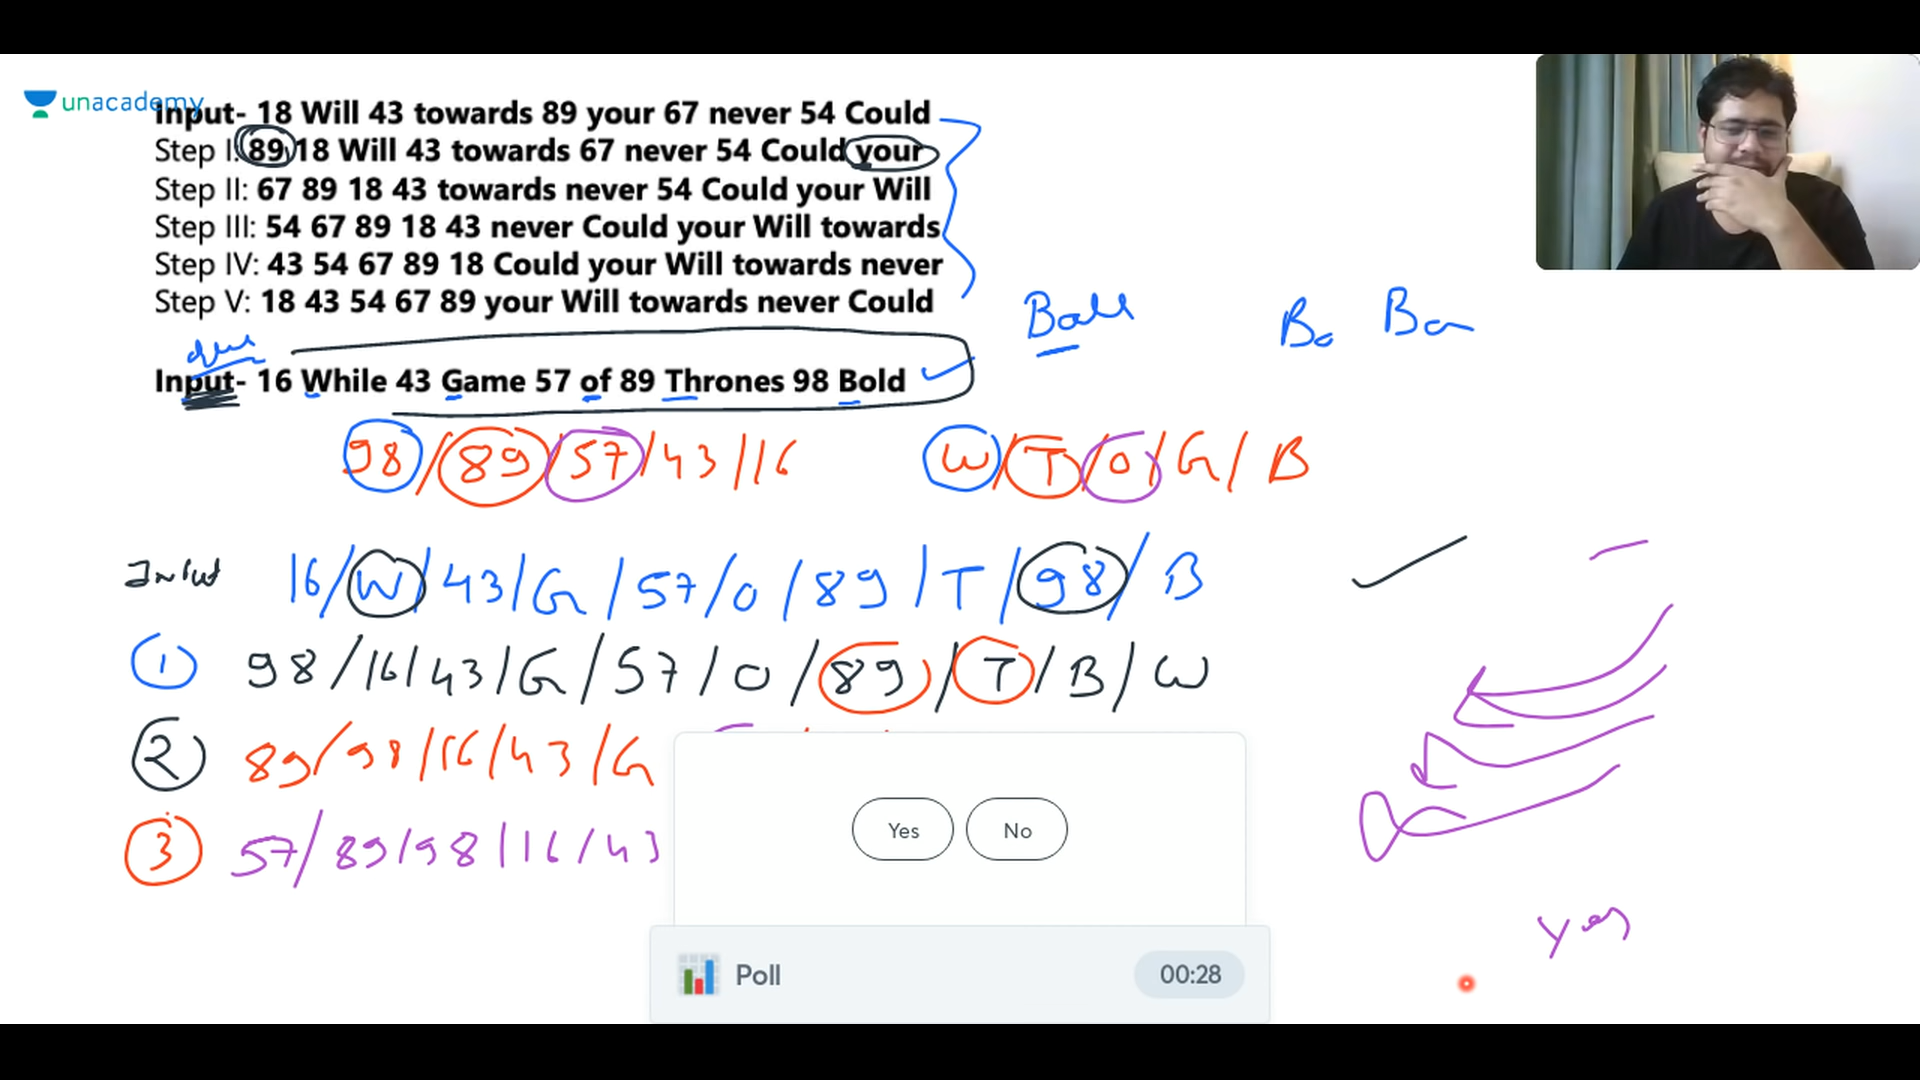 unacademy
Input- 18 Will 43 towards 89 your 67 never 54 Could
Step I: 89 18 Will 43 towards 67 never 54 Could your
Step II: 67 89 18 43 towards never 54 Could your Will
Step III: 54 67 89 18 43 never Could your Will towards
Step IV: 43 54 67 89 18 Could your Will towards never
Step V: 18 43 54 67 89 your Will towards never Could
Ball Bo Ba
que
Input- 16 While 43 Game 57 of 89 Thrones 98 Bold
98/89/57/43/16 W/T/O/G/B
Input 16/W/43/G/57/O/89/T/98/B
1 98/16/43/G/57/O/89/T/B/W
2 89/98/16/43/G
3 57/89/98/16/43
Yes No
Yes
Poll 00:28